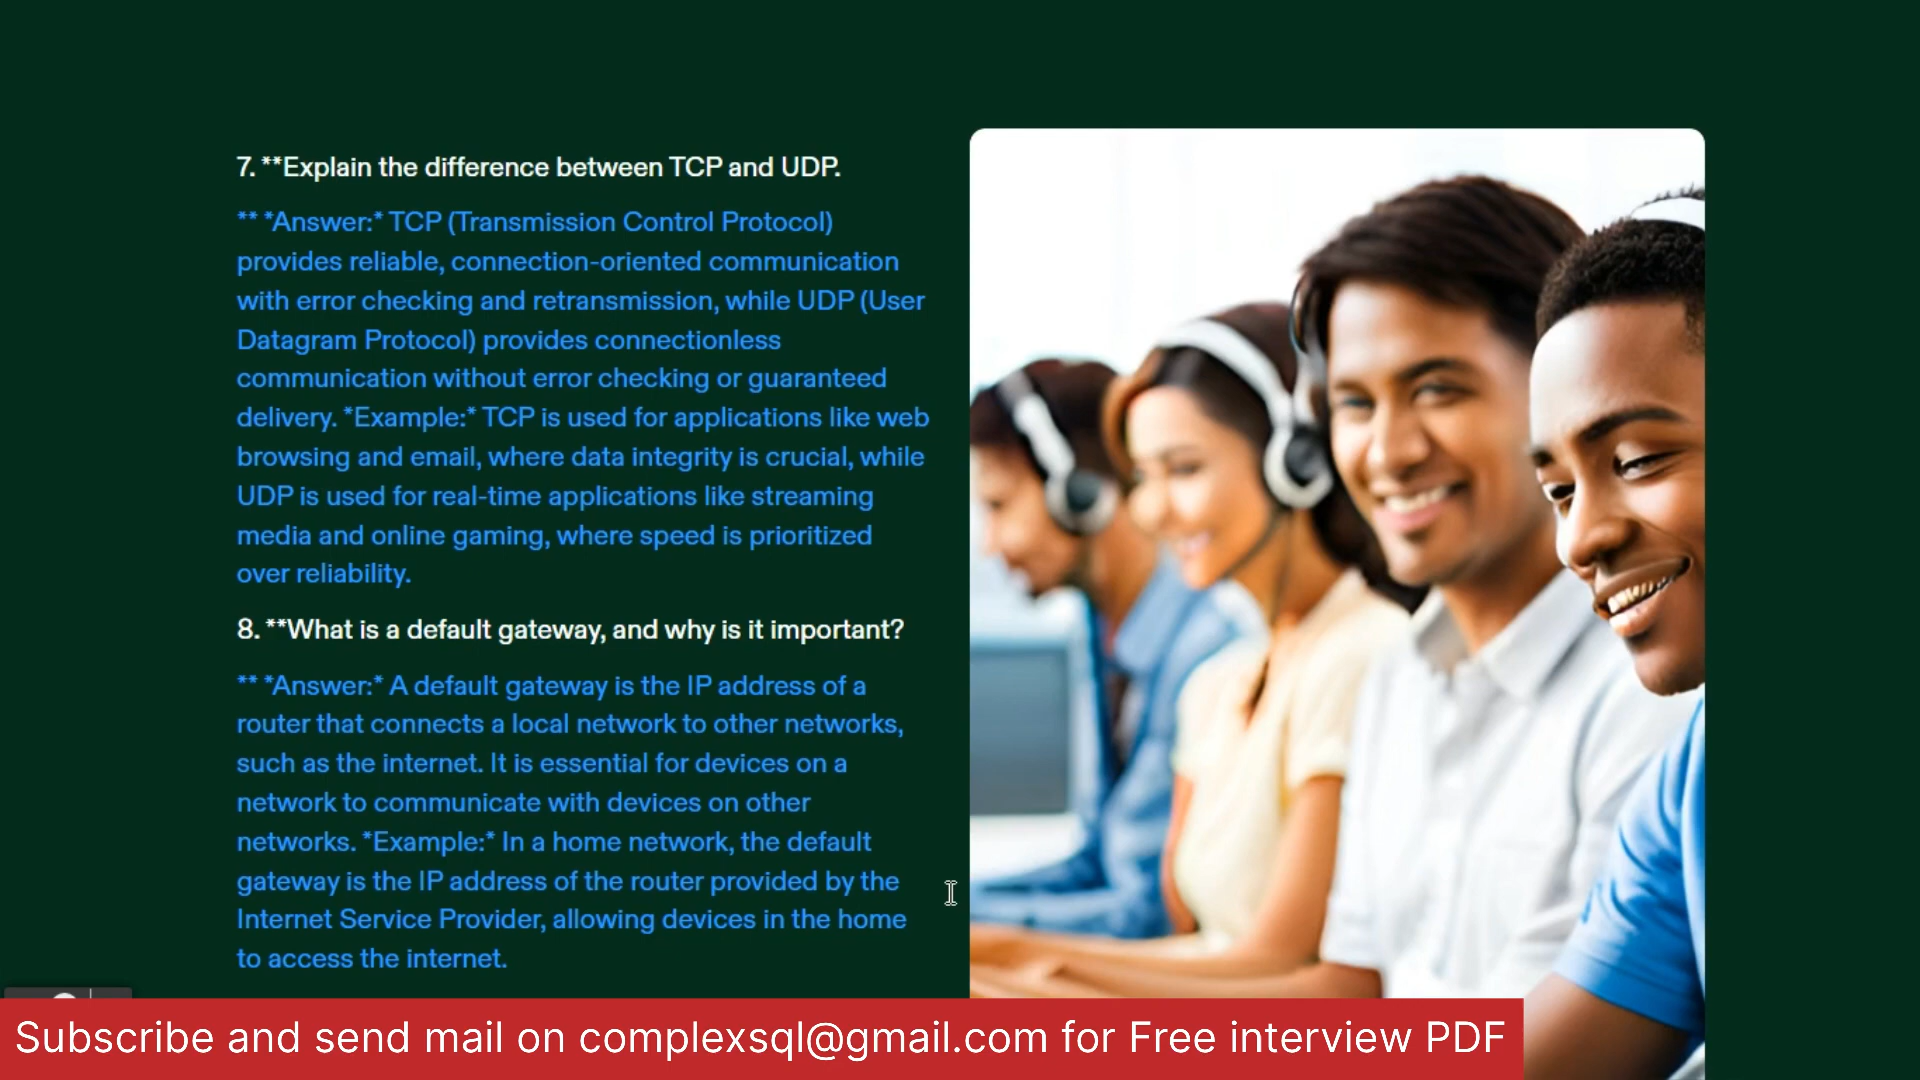 7. **Explain the difference between TCP and UDP.
** *Answer:* TCP (Transmission Control Protocol)
provides reliable, connection-oriented communication
with error checking and retransmission, while UDP (User
Datagram Protocol) provides connectionless
communication without error checking or guaranteed
delivery. *Example:* TCP is used for applications like web
browsing and email, where data integrity is crucial, while
UDP is used for real-time applications like streaming
media and online gaming, where speed is prioritized
over reliability.
8. **What is a default gateway, and why is it important?
** *Answer:* A default gateway is the IP address of a
router that connects a local network to other networks,
such as the internet. It is essential for devices on a
network to communicate with devices on other
networks. *Example:* In a home network, the default
gateway is the IP address of the router provided by the
Internet Service Provider, allowing devices in the home
to access the internet.
Subscribe and send mail on complexsql@gmail.com for Free interview PDF